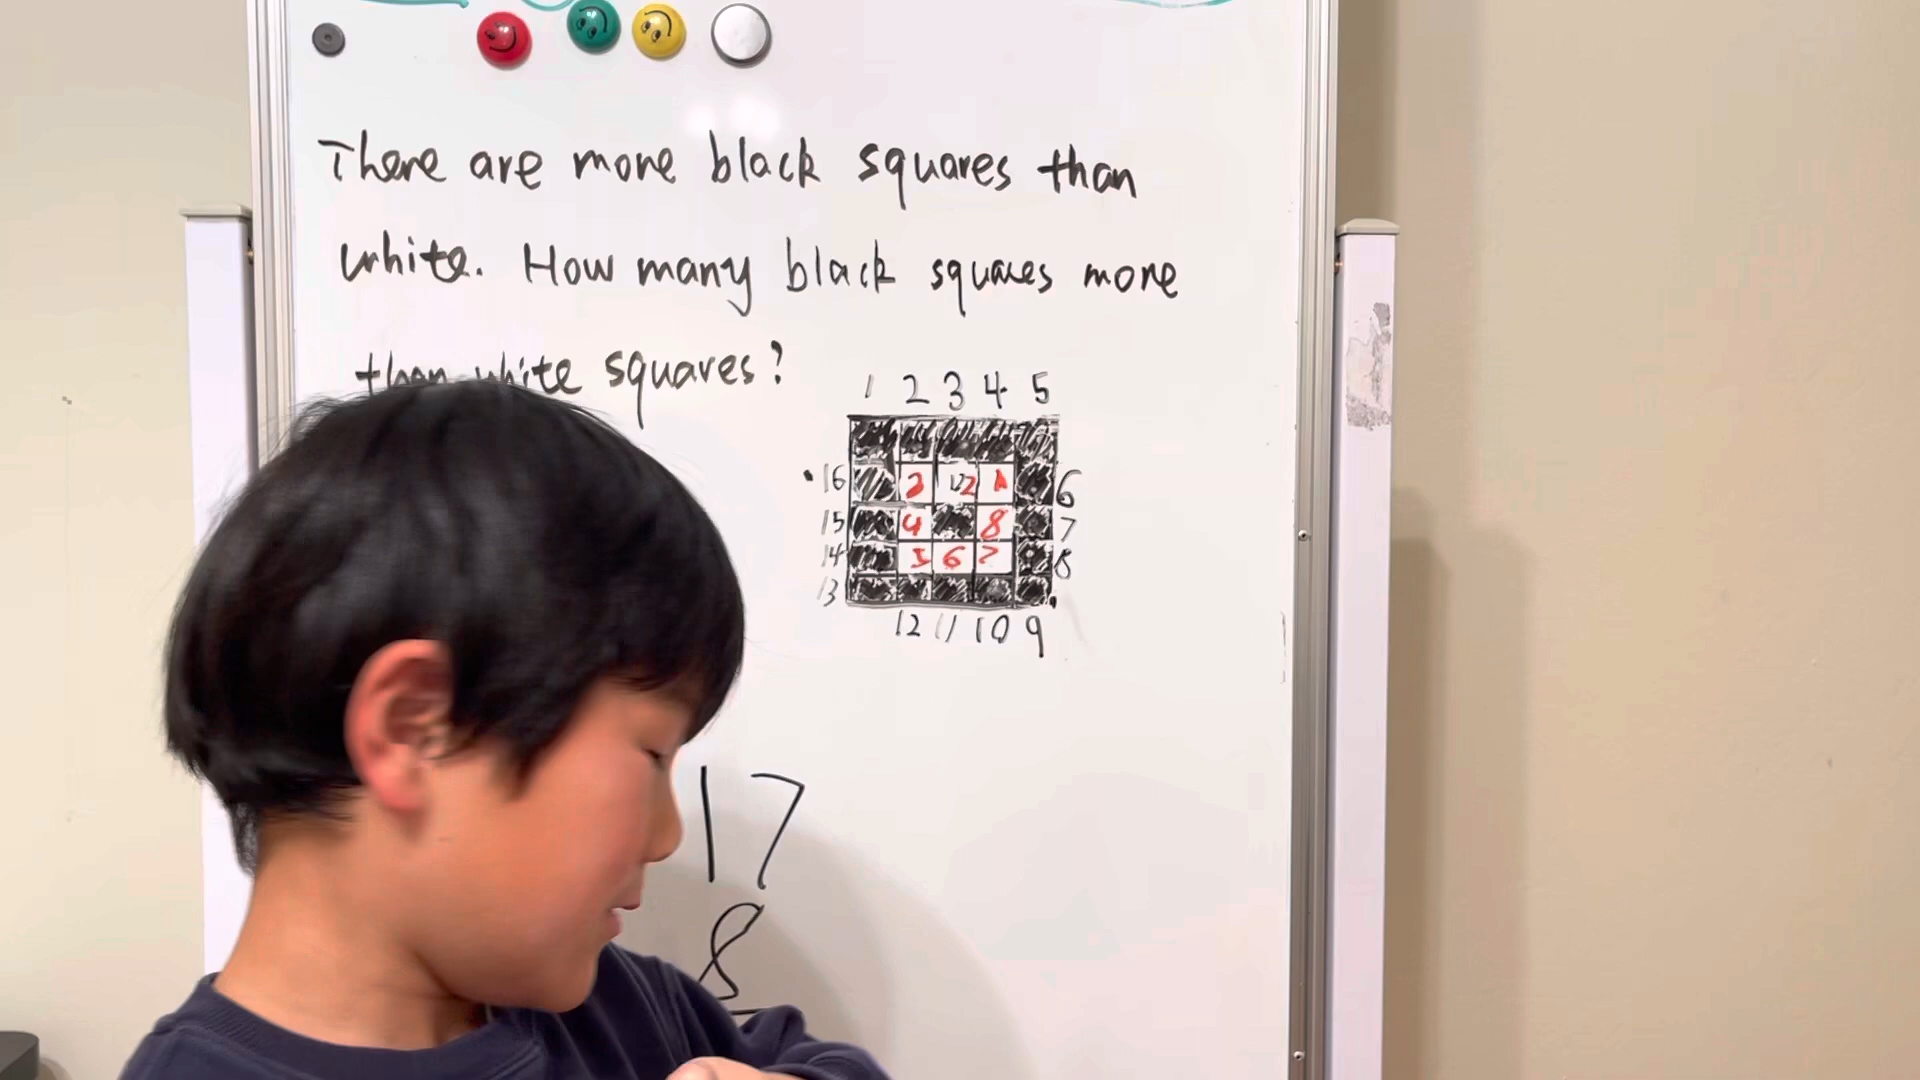 There are more black squares than
white. How many black squares more
than white squares?
1 2 3 4 5
16 2 2 1 6
15 4 8 7
14 5 6 7 8
13
12 11 10 9
17
8